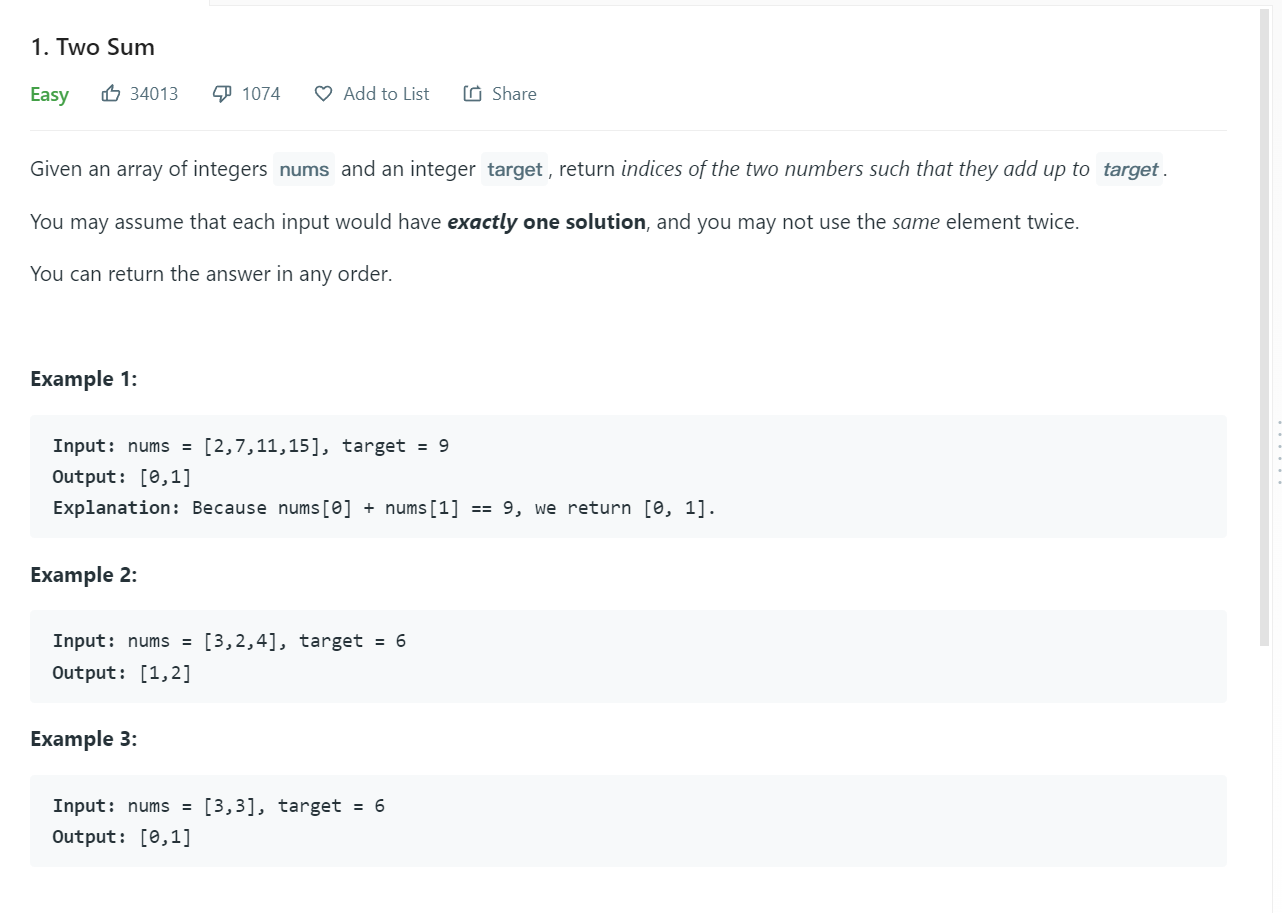 1. Two Sum
Easy 34013 1074 Add to List Share
Given an array of integers nums and an integer target, return indices of the two numbers such that they add up to target.
You may assume that each input would have exactly one solution, and you may not use the same element twice.
You can return the answer in any order.
Example 1:
Input: nums = [2,7,11,15], target = 9
Output: [0,1]
Explanation: Because nums[0] + nums[1] == 9, we return [0, 1].
Example 2:
Input: nums = [3,2,4], target = 6
Output: [1,2]
Example 3:
Input: nums = [3,3], target = 6
Output: [0,1]